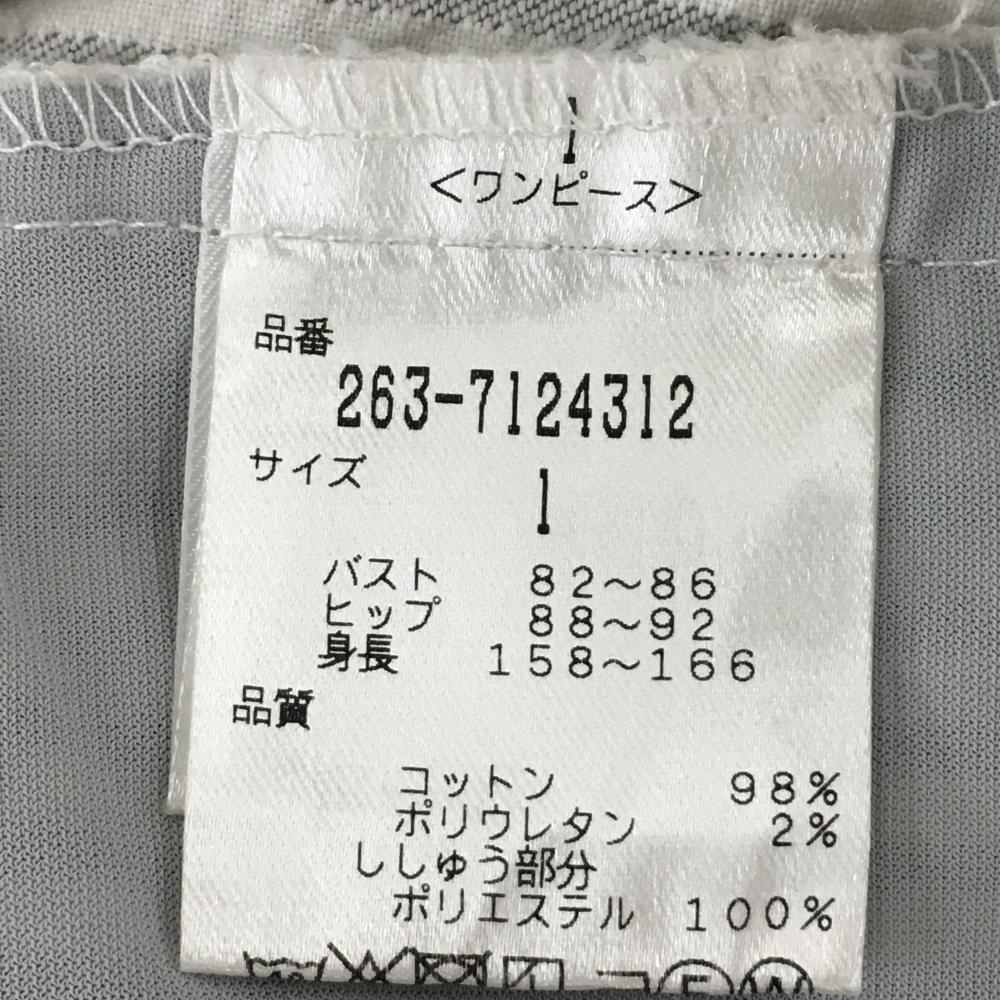 1
<ワンピース>
品番
263-7124312
サイズ
1
バスト 82~86
ヒップ 88~92
身長 158~166
品質
コットン 98%
ポリウレタン 2%
ししゅう部分
ポリエステル 100%